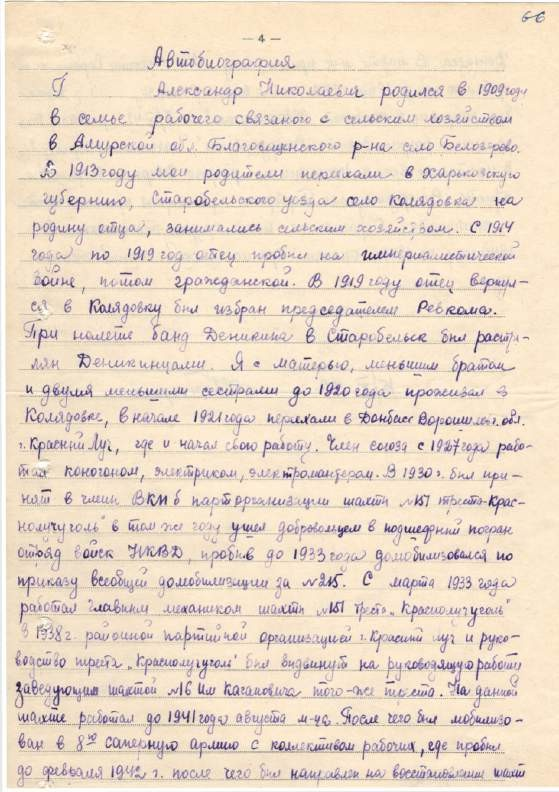 66
— 4 —
Автобиография
Г Александр Николаевич родился в 1909 году
в семье рабочего связаного с сельским хозяйством
в Амурской обл. Благовещенского р-на село Белогорово.
В 1913 году мои родители переехали в Харьковскую
губернию, Старобельского уезда село Колядовка на
родину отца, занимались сельским хозяйством. С 1914
года по 1919 год отец пробыл на империалистической
войне, потом гражданской. В 1919 году отец вернул-
ся в Колядовку был избран председателем Ревкома.
При налете банд Деникина в Старобельск был растре-
лян Деникинцами. Я с матерью, меньшим братом
и двумя меньшими сестрами до 1920 года проживал в
Колядовке, в начале 1921 года переехали в Донбасс Ворошил. обл.
г. Красный Луч, где и начал свою работу. Член союза с 1927 года рабо-
тал коногоном, электриком, электромонтерам. В 1930 г. был при-
нят в члены ВКП б парторганизации шахты №151 треста „Крас-
нолучуголь" в том же году ушел добровольцем в подшефный погран
отряд войск НКВД, пробыв до 1933 года домобилизовался по
приказу всеобщей домобилизации за №215. С марта 1933 года
работал главным механиком шахты №151 треста „Краснолучуголь"
В 1938 г. районной партийной организацией г. Красный Луч и руко-
водство треста „Краснолучуголь" был выдвинут на руководящую работу
заведующим шахтой №16 им Кагановича того-же треста. На данной
шахте работал до 1941 года августа м-ца. После чего был мобилизо-
ван в 8ую саперную армию с коллективом рабочих, где пробыл
до февраля 1942 г. после чего был направлен на восстановление шахт